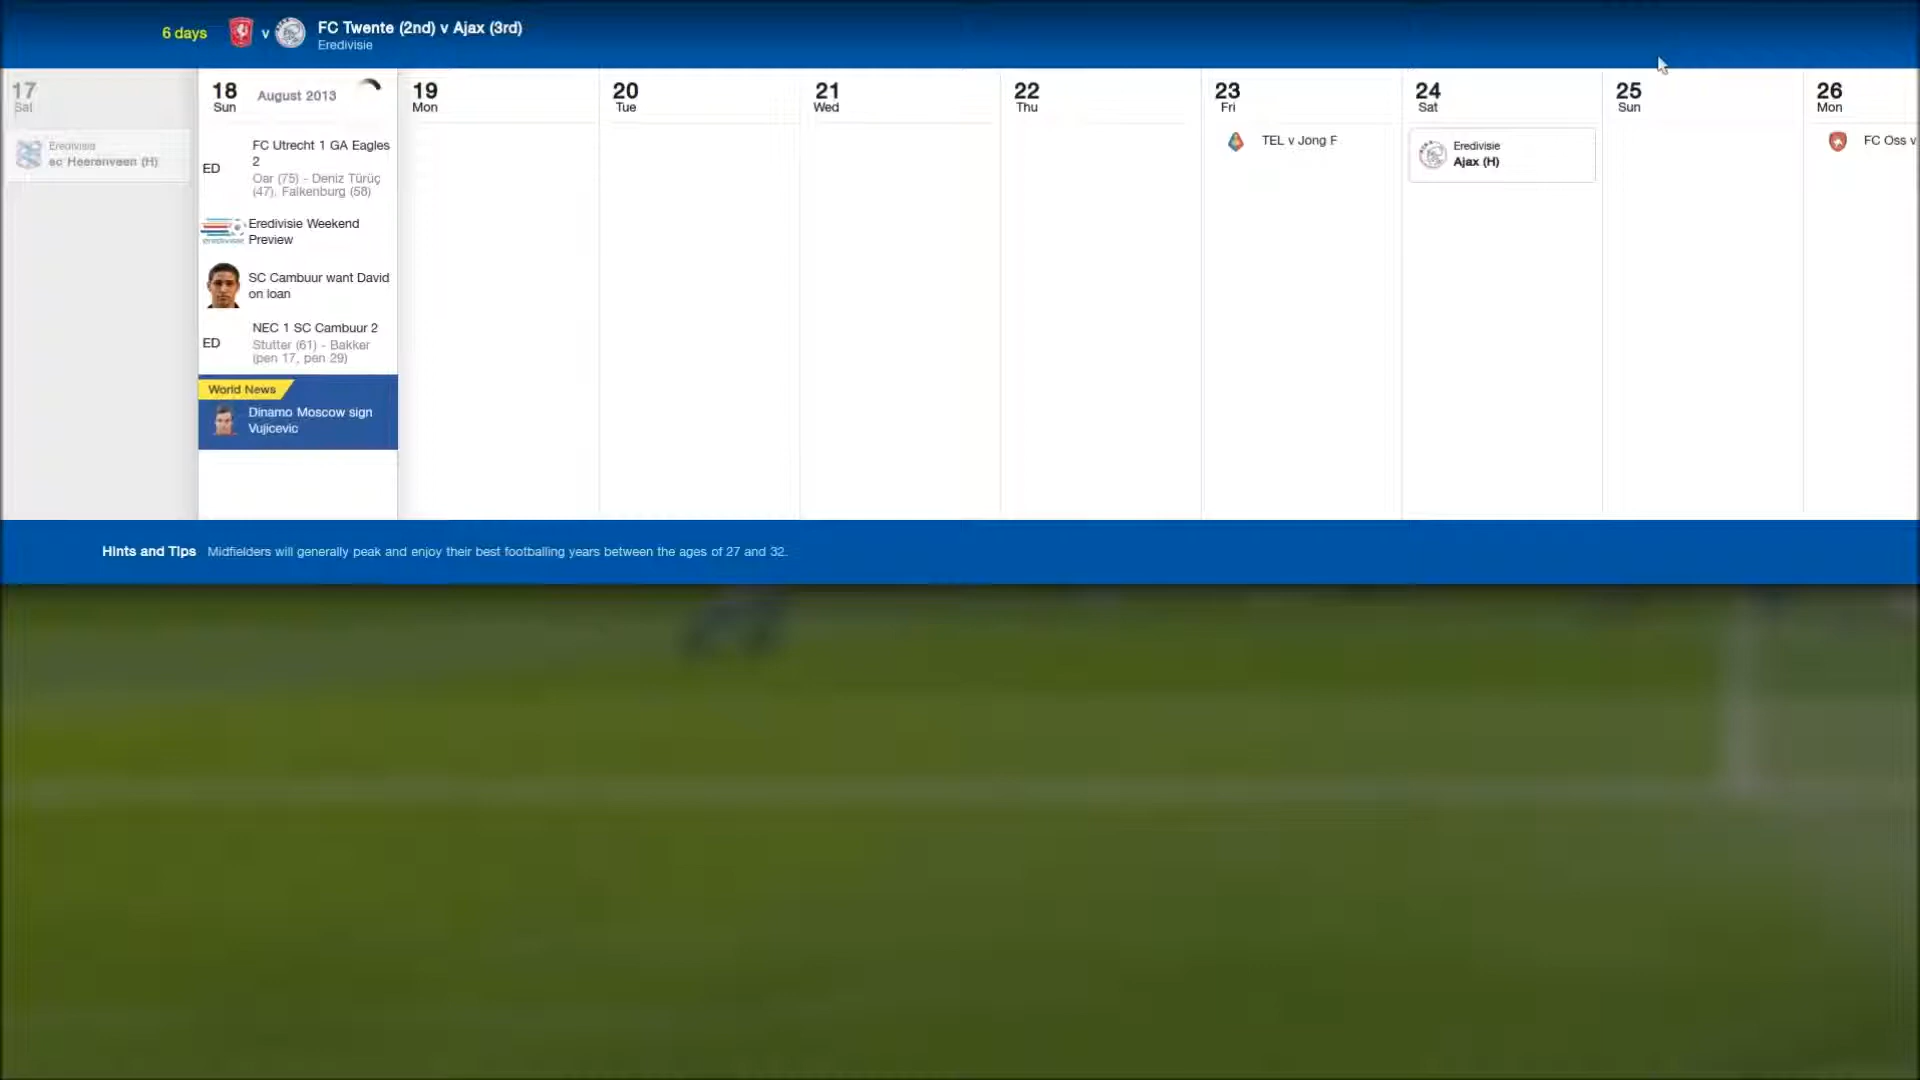 6 days
v
FC Twente (2nd) v Ajax (3rd)
Eredivisie
17
Sat
Eredivisie
sc Heerenveen (H)
18
Sun
August 2013
ED
FC Utrecht 1 GA Eagles
2
Oar (75) - Deniz Türüç
(47), Falkenburg (58)
eredivisie
Eredivisie Weekend
Preview
SC Cambuur want David
on loan
ED
NEC 1 SC Cambuur 2
Stutter (61) - Bakker
(pen 17, pen 29)
World News
Dinamo Moscow sign
Vujicevic
19
Mon
20
Tue
21
Wed
22
Thu
23
Fri
TEL v Jong F
24
Sat
Eredivisie
Ajax (H)
25
Sun
26
Mon
FC Oss v
Hints and Tips
Midfielders will generally peak and enjoy their best footballing years between the ages of 27 and 32.